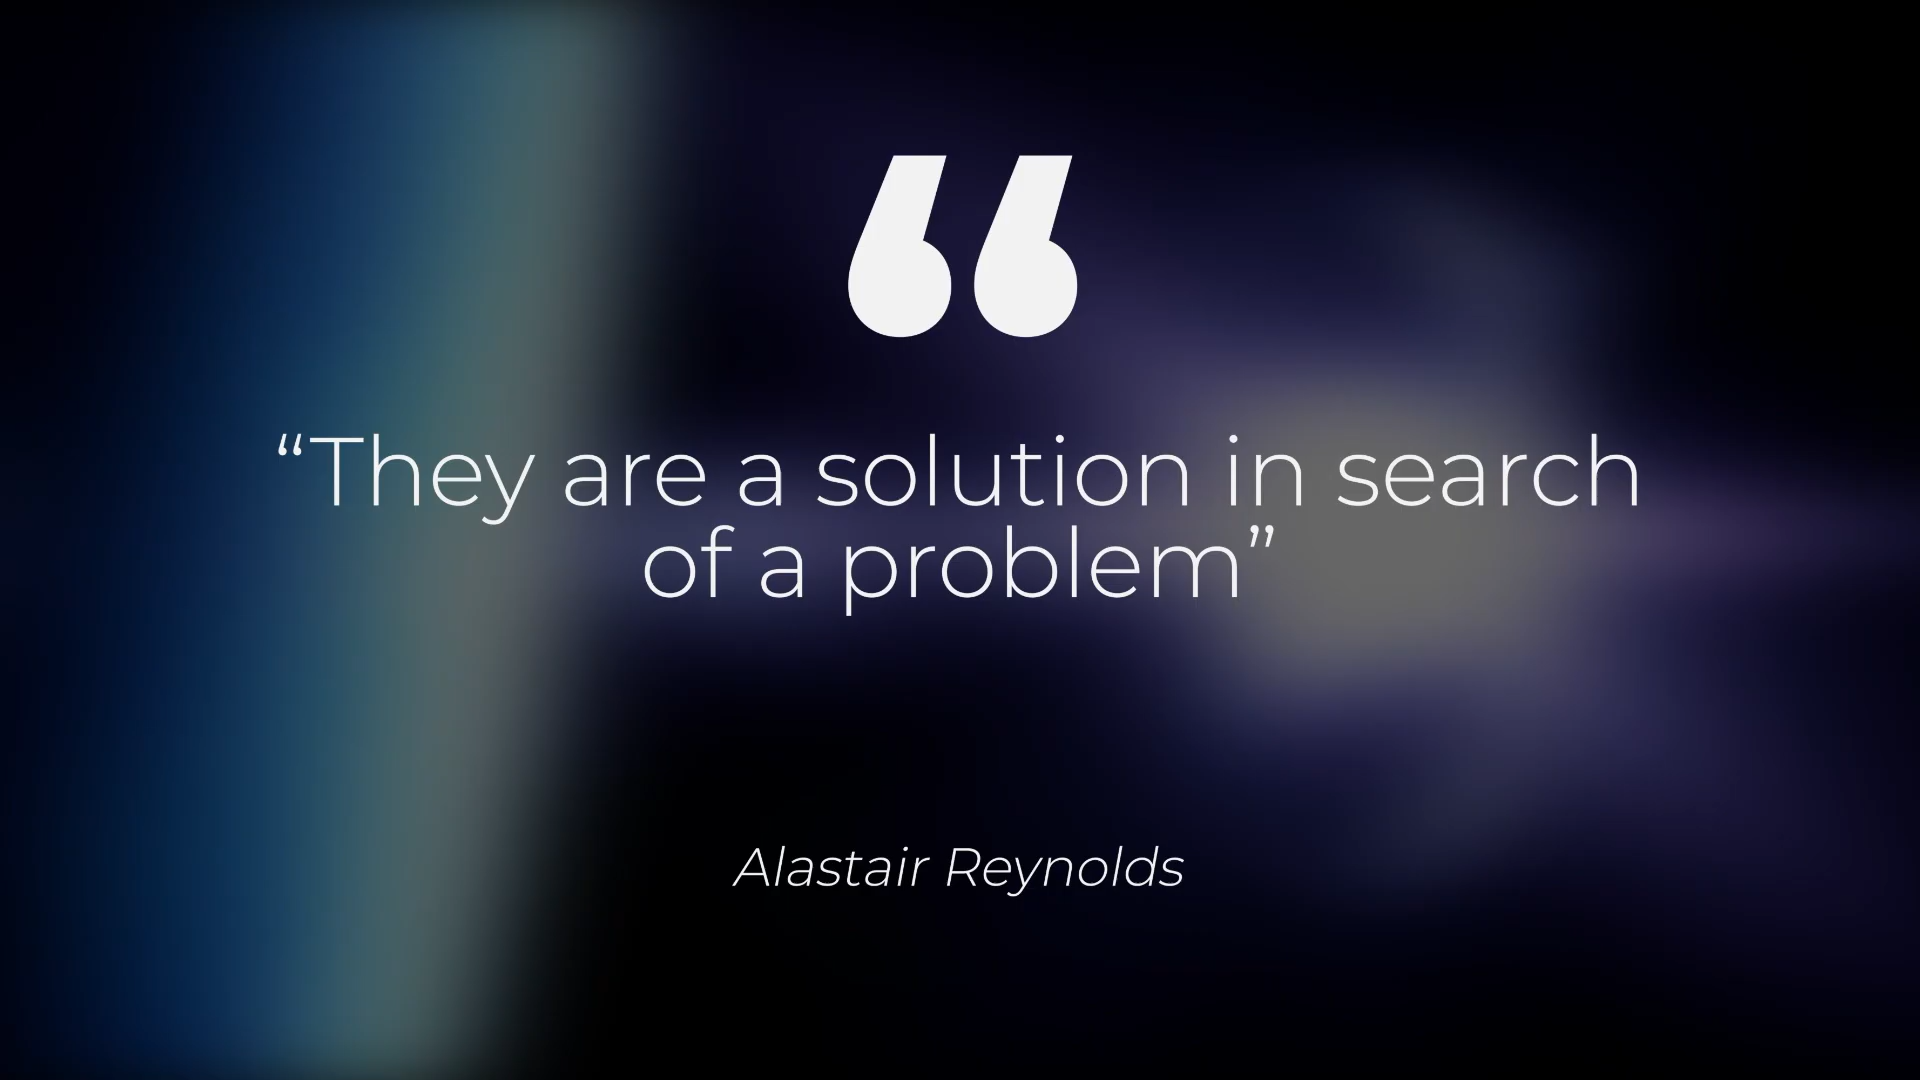 “
“They are a solution in search
of a problem”
Alastair Reynolds